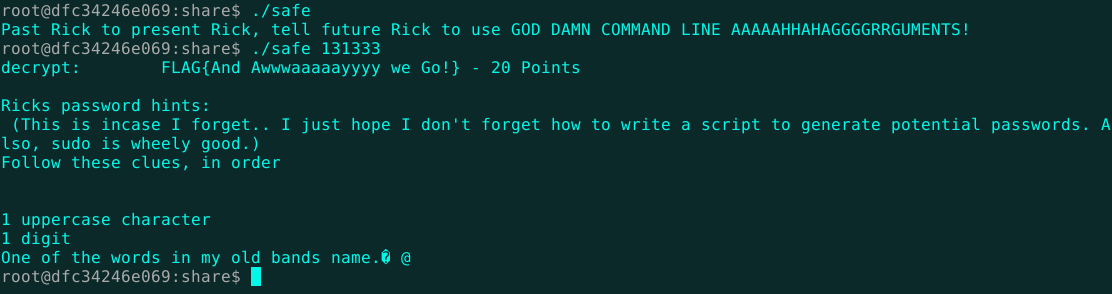 root@dfc34246e069:share$ ./safe
Past Rick to present Rick, tell future Rick to use GOD DAMN COMMAND LINE AAAAAHHAHAGGGGRRGUMENTS!
root@dfc34246e069:share$ ./safe 131333
decrypt: FLAG{And Awwwaaaaayyyy we Go!} - 20 Points
Ricks password hints:
(This is incase I forget.. I just hope I don't forget how to write a script to generate potential passwords. A
lso, sudo is wheely good.)
Follow these clues, in order
1 uppercase character
1 digit
One of the words in my old bands name.� @
root@dfc34246e069:share$